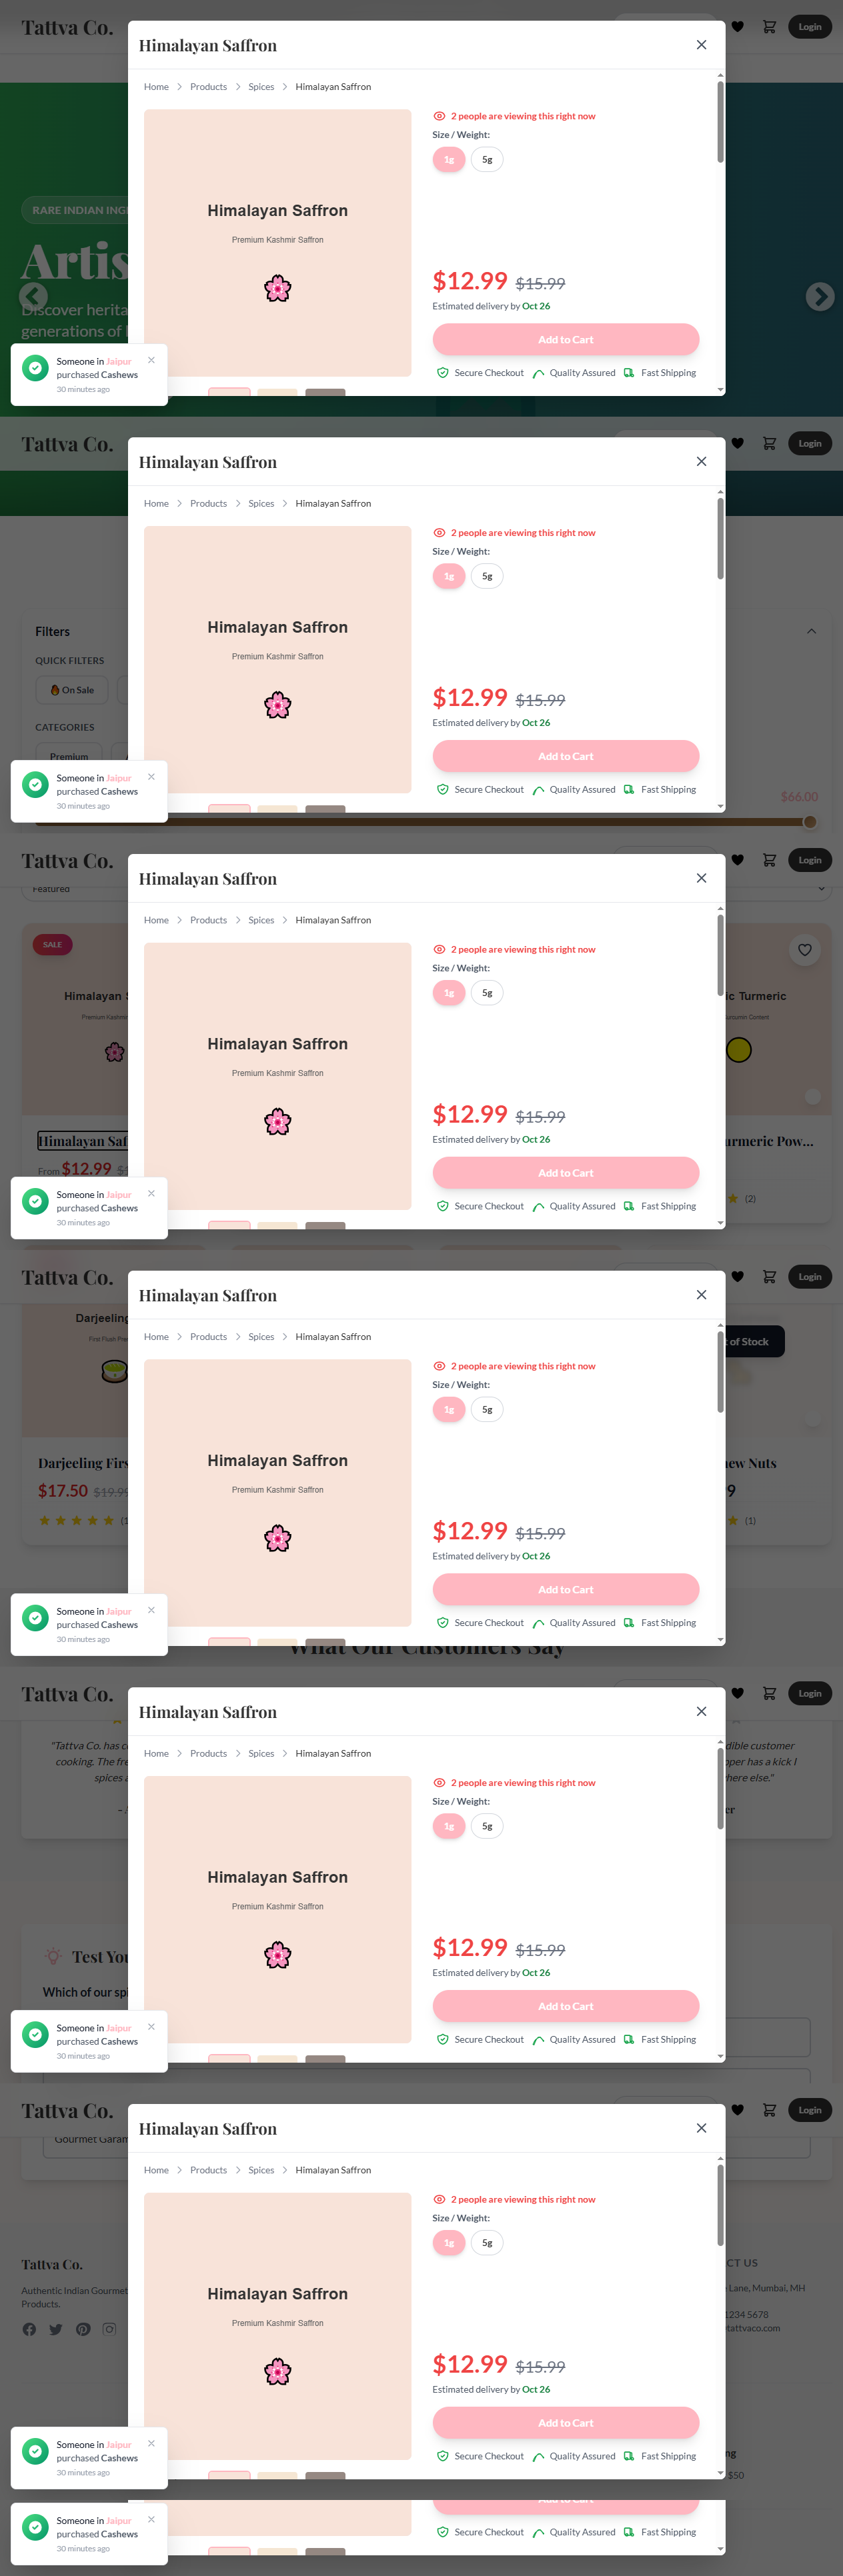 Tattva Co.
Login
Himalayan Saffron
Home
Products
Spices
Himalayan Saffron
RARE INDIAN
Artis
Discover
generations of
Himalayan Saffron
Premium Kashmir Saffron
2 people are viewing this right now
Size / Weight:
1g
5g
$12.99 $15.99
Estimated delivery by Oct 26
Add to Cart
Secure Checkout
Quality Assured
Fast Shipping
Someone in Jaipur
purchased Cashews
30 minutes ago
Tattva Co.
Login
Himalayan Saffron
Home
Products
Spices
Himalayan Saffron
Filters
QUICK FILTERS
On Sale
CATEGORIES
Premium
$66.00
Himalayan Saffron
Premium Kashmir Saffron
2 people are viewing this right now
Size / Weight:
1g
5g
$12.99 $15.99
Estimated delivery by Oct 26
Add to Cart
Secure Checkout
Quality Assured
Fast Shipping
Someone in Jaipur
purchased Cashews
30 minutes ago
Tattva Co.
Login
Featured
Himalayan Saffron
Home
Products
Spices
Himalayan Saffron
SALE
Himalayan
Premium Kashmir
Turmeric
Content
Himalayan Saf
From $12.99
urmeric Pow...
(2)
Himalayan Saffron
Premium Kashmir Saffron
2 people are viewing this right now
Size / Weight:
1g
5g
$12.99 $15.99
Estimated delivery by Oct 26
Add to Cart
Secure Checkout
Quality Assured
Fast Shipping
Someone in Jaipur
purchased Cashews
30 minutes ago
Tattva Co.
Login
Himalayan Saffron
Home
Products
Spices
Himalayan Saffron
Darjeeling
First Flush
of Stock
Darjeeling Firs
$17.50 $19.99
Nuts
(1)
Himalayan Saffron
Premium Kashmir Saffron
2 people are viewing this right now
Size / Weight:
1g
5g
$12.99 $15.99
Estimated delivery by Oct 26
Add to Cart
Secure Checkout
Quality Assured
Fast Shipping
Someone in Jaipur
purchased Cashews
30 minutes ago
What Our Customers Say
Tattva Co.
Login
Himalayan Saffron
Home
Products
Spices
Himalayan Saffron
"Tattva Co. has
cooking. The
spices
customer
has a kick I
else."
Test You
Which of our
Himalayan Saffron
Premium Kashmir Saffron
2 people are viewing this right now
Size / Weight:
1g
5g
$12.99 $15.99
Estimated delivery by Oct 26
Add to Cart
Secure Checkout
Quality Assured
Fast Shipping
Someone in Jaipur
purchased Cashews
30 minutes ago
Tattva Co.
Login
Gourmet Garam
Himalayan Saffron
Home
Products
Spices
Himalayan Saffron
Tattva Co.
Authentic Indian Gourmet
Products.
CT US
Lane, Mumbai, MH
1234 5678
tattvaco.com
$50
Himalayan Saffron
Premium Kashmir Saffron
2 people are viewing this right now
Size / Weight:
1g
5g
$12.99 $15.99
Estimated delivery by Oct 26
Add to Cart
Secure Checkout
Quality Assured
Fast Shipping
Someone in Jaipur
purchased Cashews
30 minutes ago
Add to Cart
Secure Checkout
Quality Assured
Fast Shipping
Someone in Jaipur
purchased Cashews
30 minutes ago